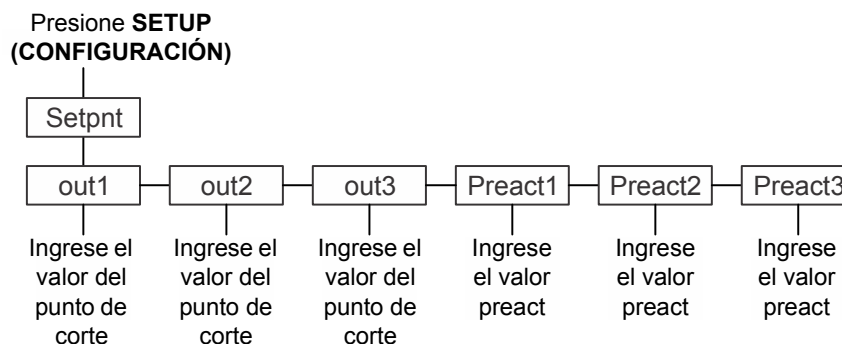 Presione SETUP
(CONFIGURACIÓN)
Setpnt
out1
out2
out3
Preact1
Preact2
Preact3
Ingrese el
valor del
punto de
corte
Ingrese el
valor del
punto de
corte
Ingrese el
valor del
punto de
corte
Ingrese
el valor
preact
Ingrese
el valor
preact
Ingrese
el valor
preact